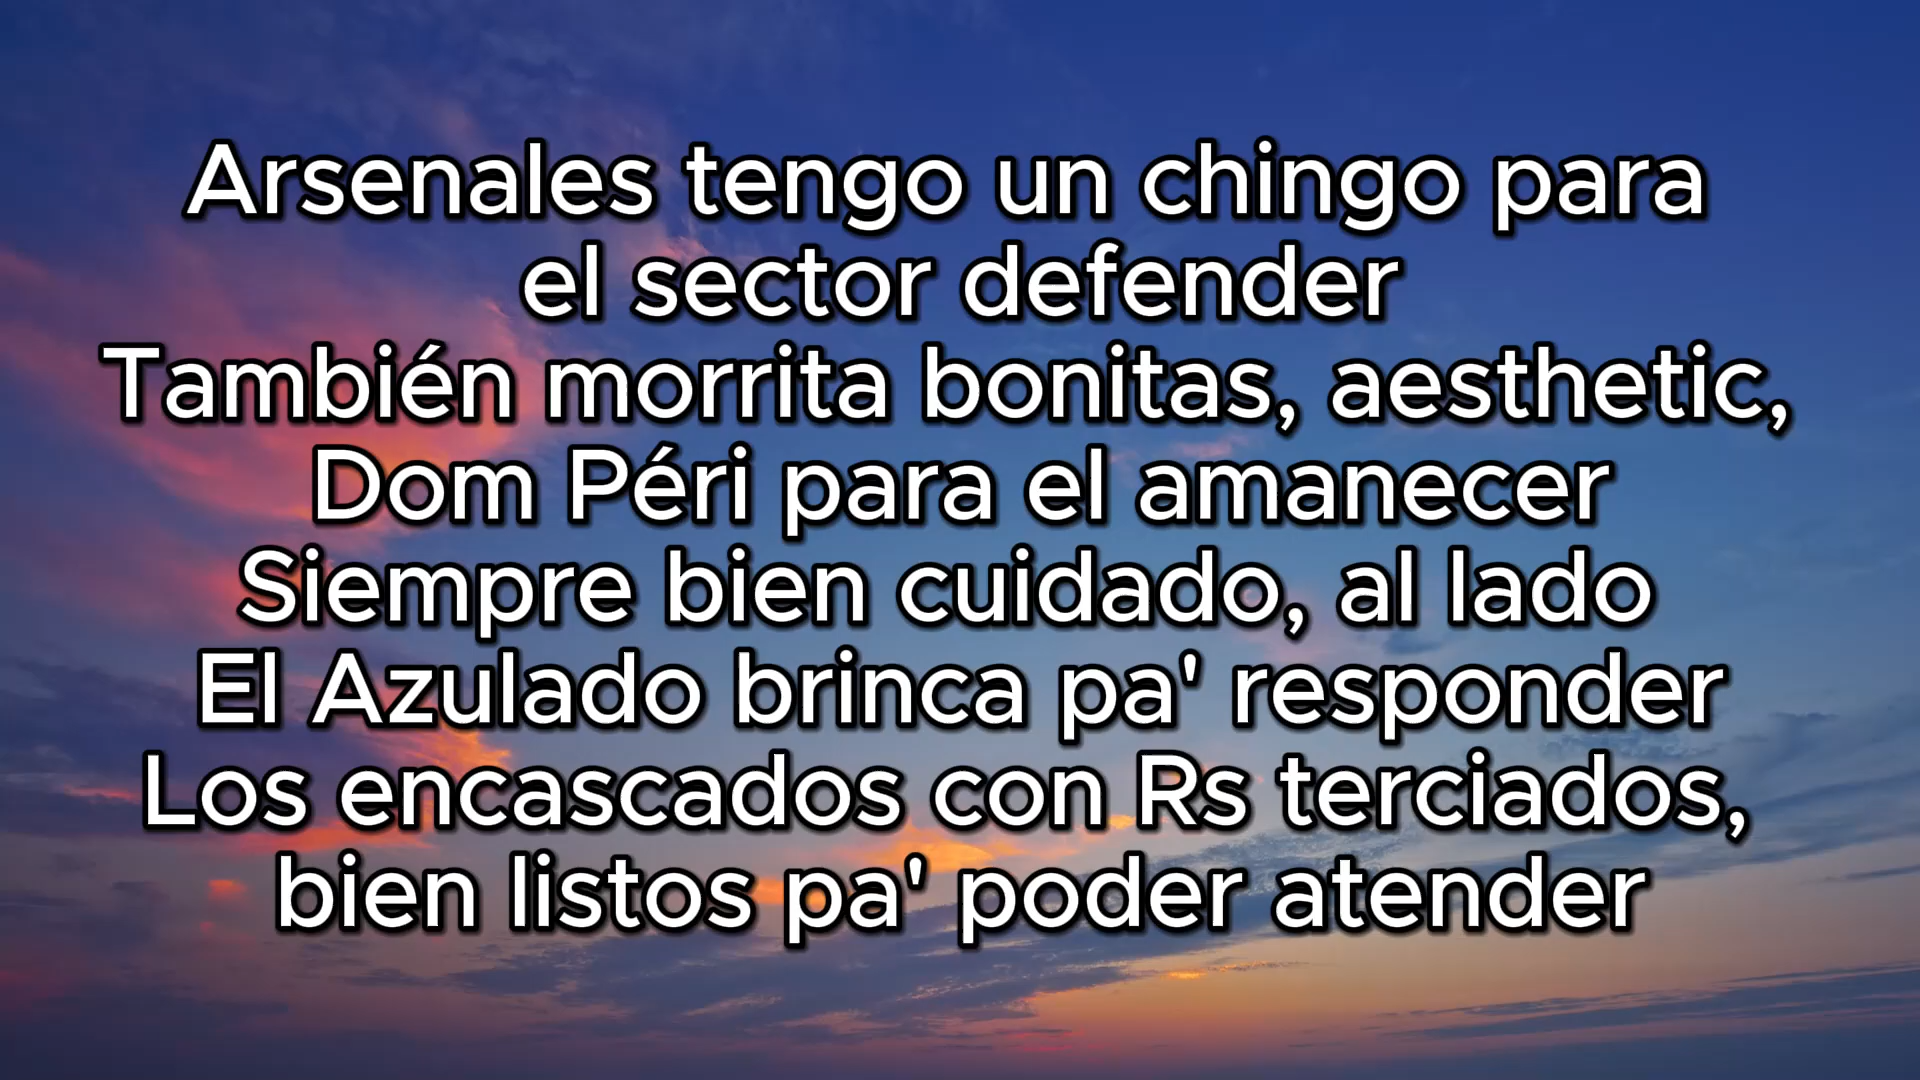 Arsenales tengo un chingo para
el sector defender
También morrita bonitas, aesthetic,
Dom Péri para el amanecer
Siempre bien cuidado, al lado
El Azulado brinca pa' responder
Los encascados con Rs terciados,
bien listos pa' poder atender